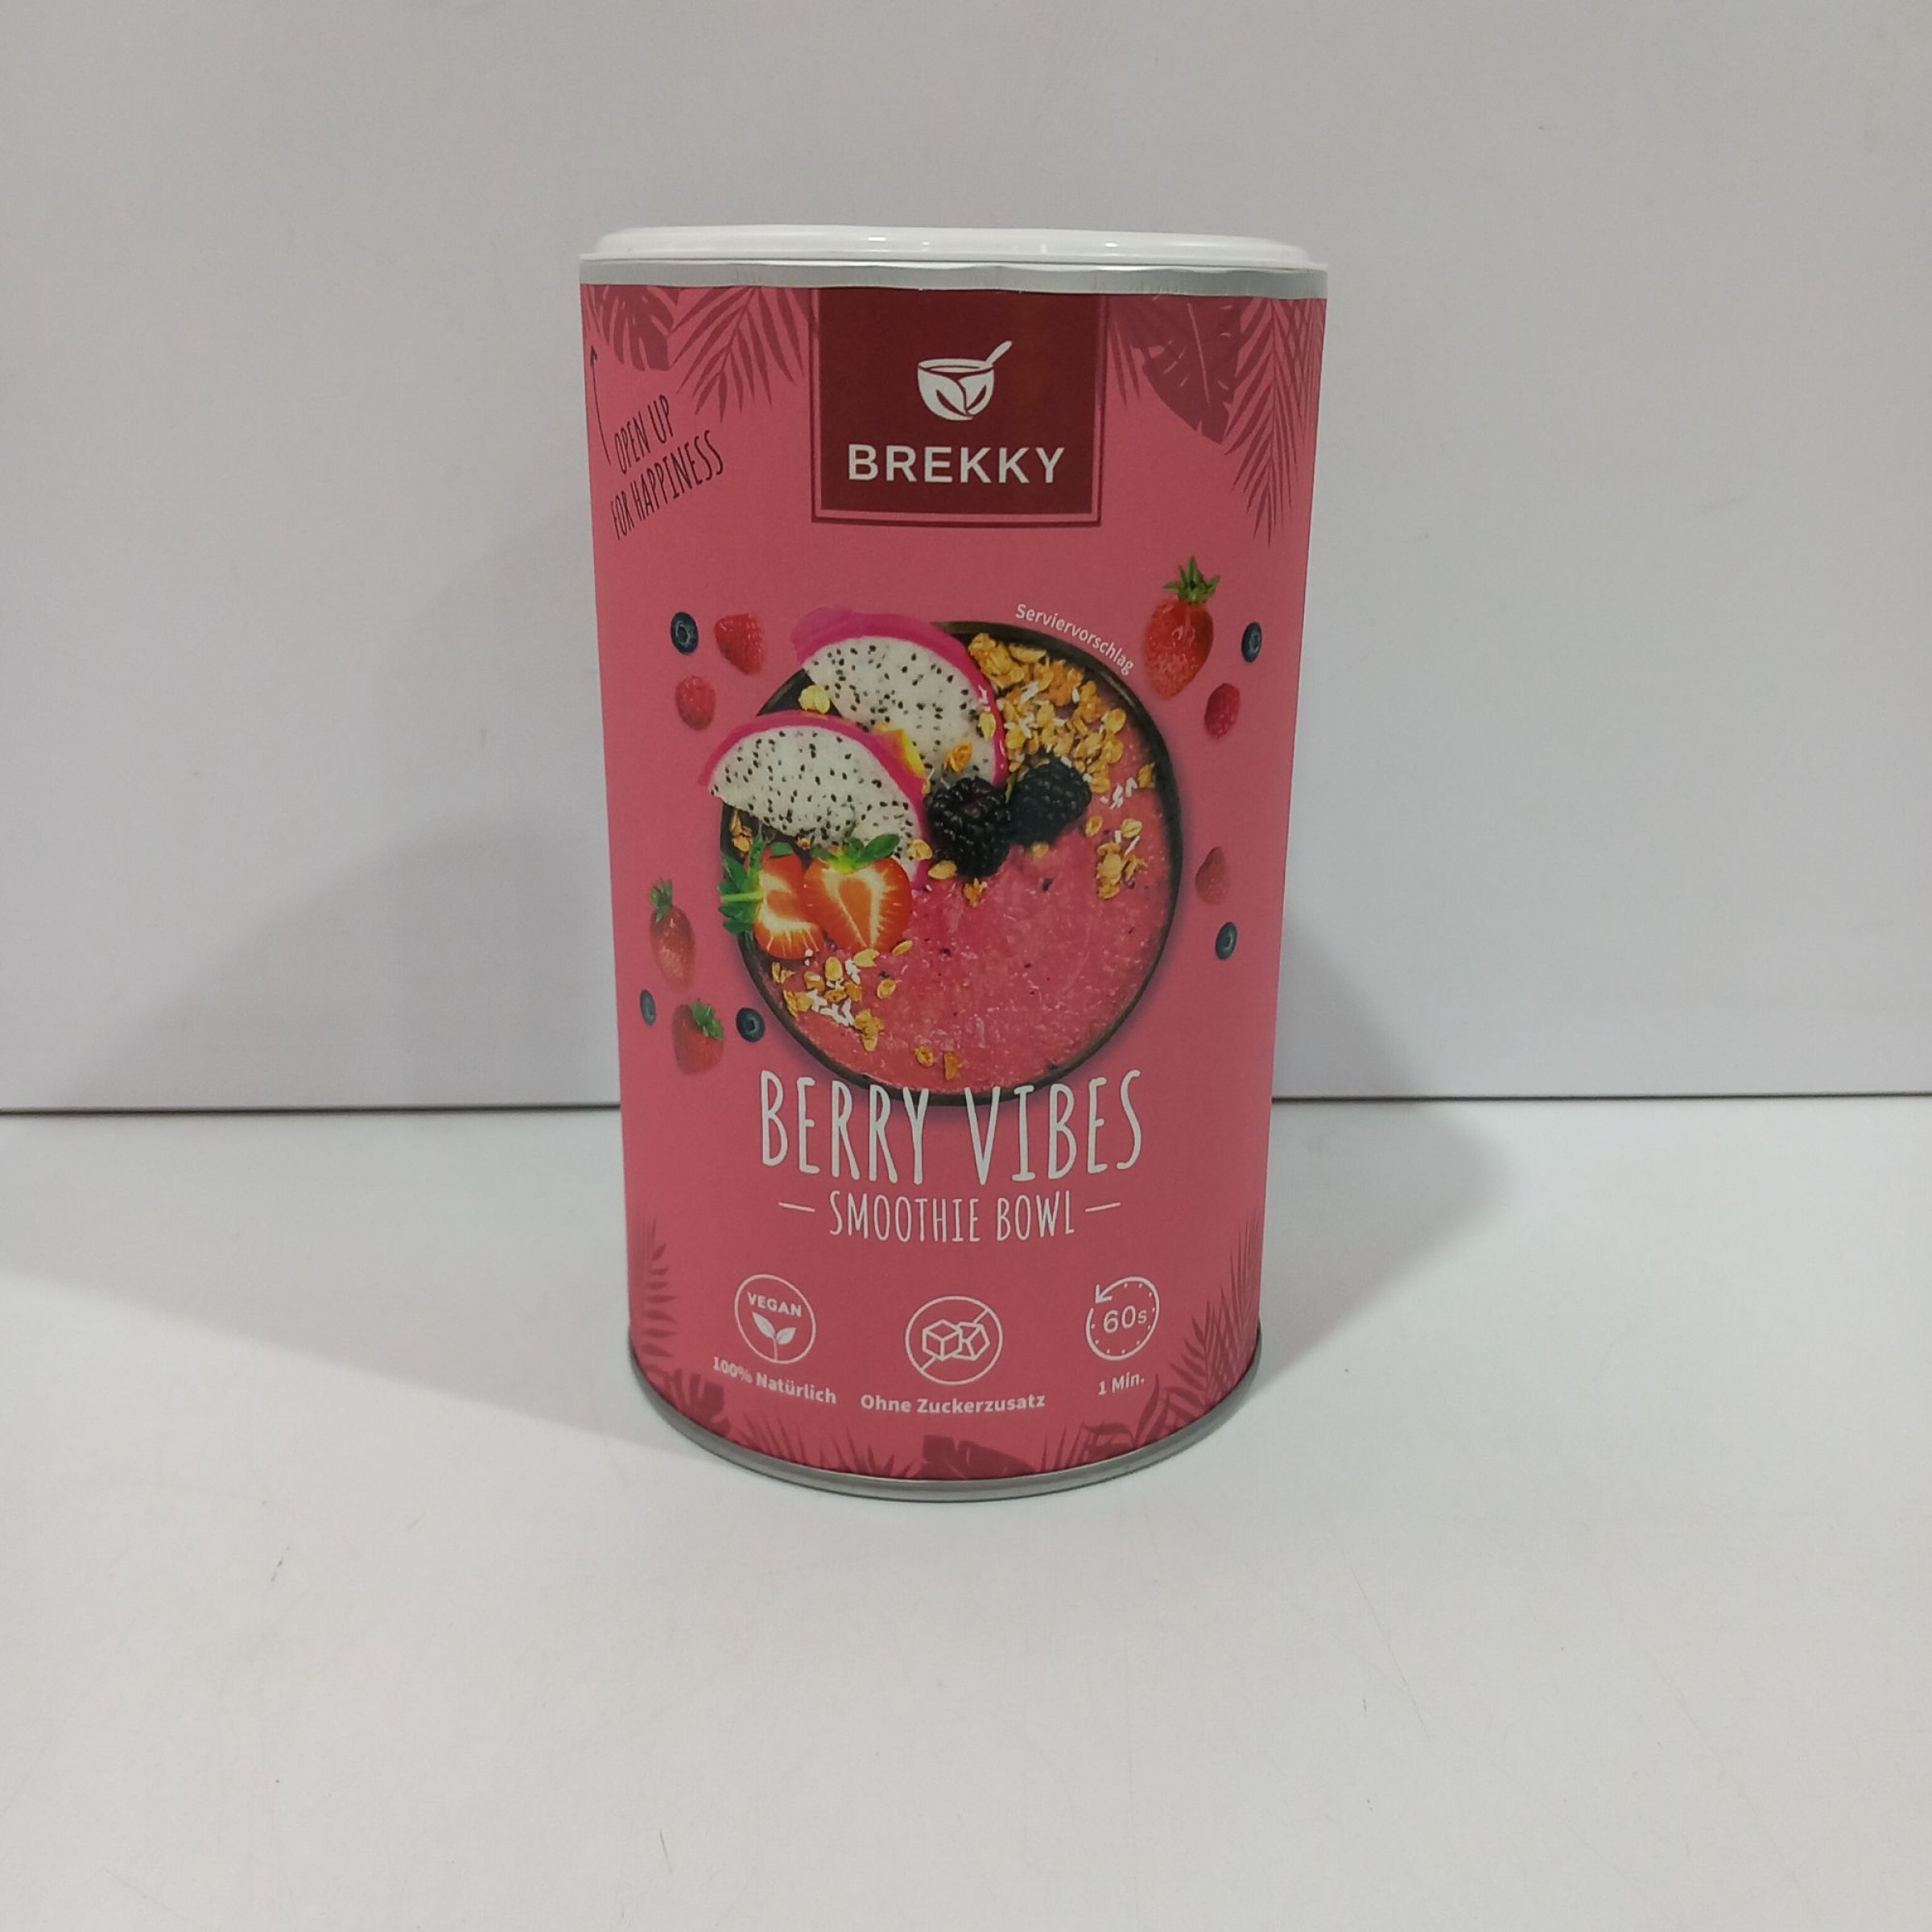 BREKKY
OPEN UP
FOR HAPPINESS
Serviervorschlag
BERRY VIBES
SMOOTHIE BOWL
VEGAN
100% Natürlich
Ohne Zuckerzusatz
60s
1 Min.